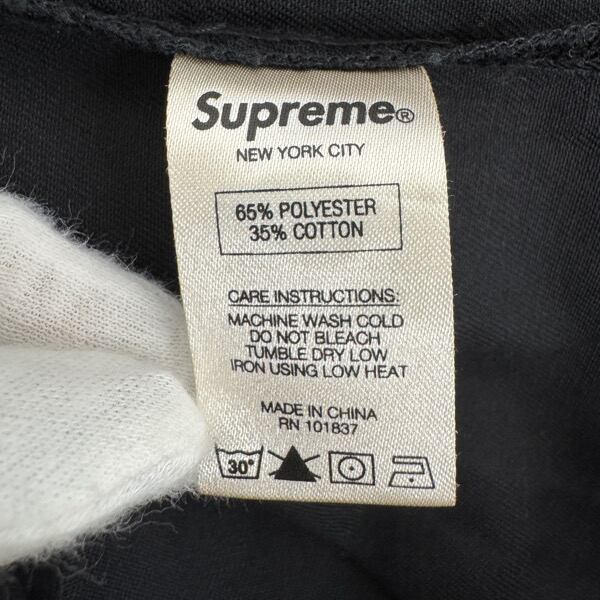 Supreme®
NEW YORK CITY
65% POLYESTER
35% COTTON
CARE INSTRUCTIONS:
MACHINE WASH COLD
DO NOT BLEACH
TUMBLE DRY LOW
IRON USING LOW HEAT
MADE IN CHINA
RN 101837
30°